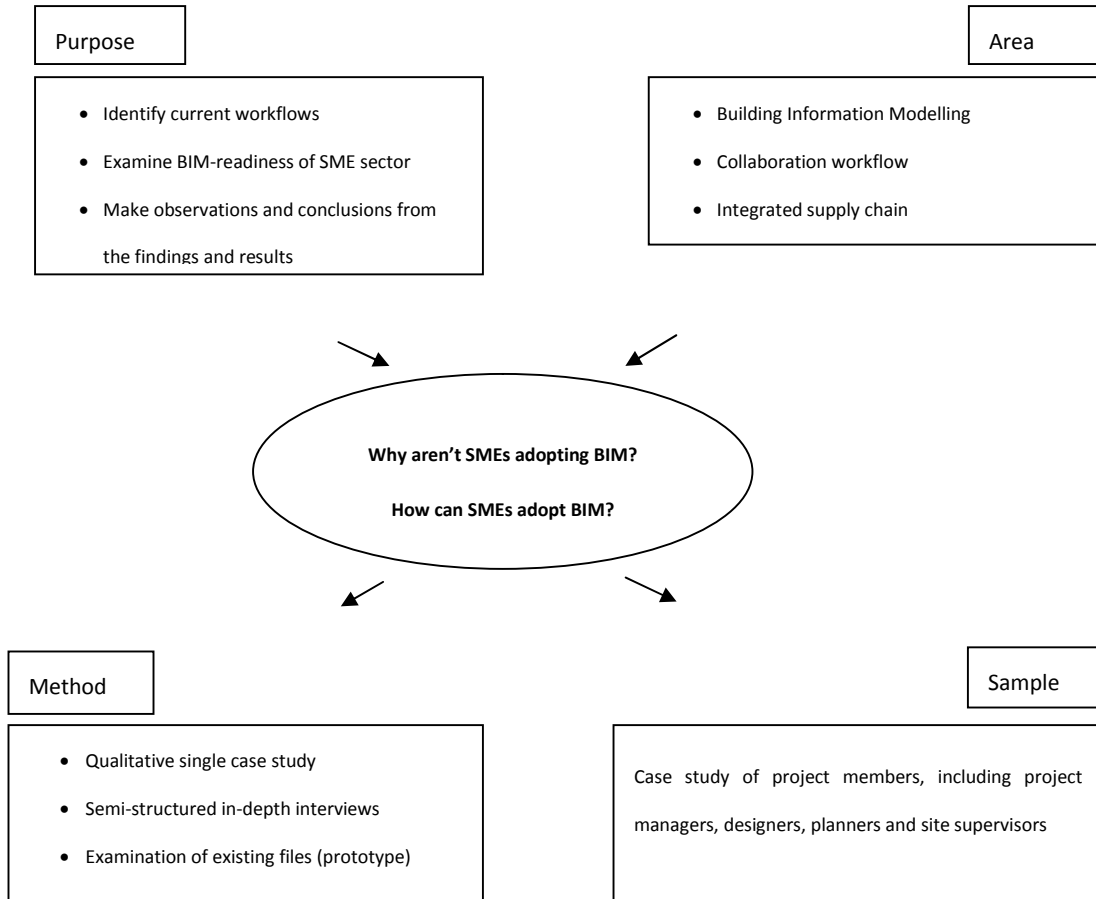 Purpose
• Identify current workflows
• Examine BIM-readiness of SME sector
• Make observations and conclusions from
the findings and results
Area
• Building Information Modelling
• Collaboration workflow
• Integrated supply chain
Why aren’t SMEs adopting BIM?
How can SMEs adopt BIM?
Method
• Qualitative single case study
• Semi-structured in-depth interviews
• Examination of existing files (prototype)
Sample
Case study of project members, including project
managers, designers, planners and site supervisors